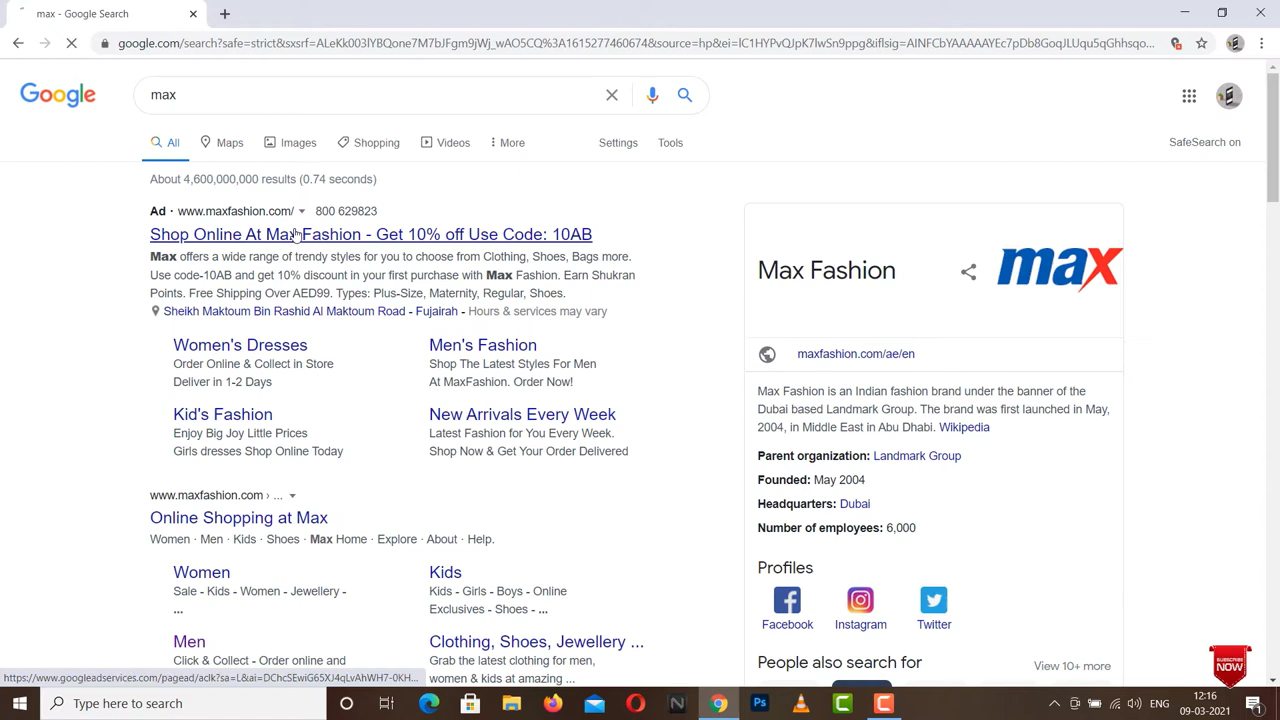 max - Google Search
google.com/search?safe=strict&sxsrf=ALeKk003lYBQone7M7bJFgm9jWj_wAO5CQ%3A1615277460674&source=hp&ei=lC1HYPvJK7lwSn9ppg&iflsig=AINFCbYAAAAAYEc7pDb8GoqJLUqu5qGhhsqo...
Google
max
All
Maps
Images
Shopping
Videos
More
Settings
Tools
SafeSearch on
About 4,600,000,000 results (0.74 seconds)
Ad · www.maxfashion.com/ 800 629823
Shop Online At Max Fashion - Get 10% off Use Code: 10AB
Max offers a wide range of trendy styles for you to choose from Clothing, Shoes, Bags more.
Use code-10AB and get 10% discount in your first purchase with Max Fashion. Earn Shukran
Points. Free Shipping Over AED99. Types: Plus-Size, Maternity, Regular, Shoes.
Sheikh Maktoum Bin Rashid Al Maktoum Road - Fujairah - Hours & services may vary
Women's Dresses
Order Online & Collect in Store
Deliver in 1-2 Days
Men's Fashion
Shop The Latest Styles For Men
At MaxFashion. Order Now!
Kid's Fashion
Enjoy Big Joy Little Prices
Girls dresses Shop Online Today
New Arrivals Every Week
Latest Fashion for You Every Week.
Shop Now & Get Your Order Delivered
www.maxfashion.com › ...
Online Shopping at Max
Women · Men · Kids · Shoes · Max Home · Explore · About · Help.
Women
Sale - Kids - Women - Jewellery -
...
Kids
Kids - Girls - Boys - Online
Exclusives - Shoes - ...
Men
Click & Collect - Order online and
Clothing, Shoes, Jewellery ...
Grab the latest clothing for men,
women & kids at amazing ...
Max Fashion
max
maxfashion.com/ae/en
Max Fashion is an Indian fashion brand under the banner of the
Dubai based Landmark Group. The brand was first launched in May,
2004, in Middle East in Abu Dhabi. Wikipedia
Parent organization: Landmark Group
Founded: May 2004
Headquarters: Dubai
Number of employees: 6,000
Profiles
Facebook
Instagram
Twitter
People also search for
View 10+ more
SUBSCRIBE
NOW
https://www.googleadservices.com/pagead/aclk?sa=L&ai=DChcSEwiG65XJ4qLvAhWH7-0KH...
Type here to search
Ps
ENG
12:16
09-03-2021